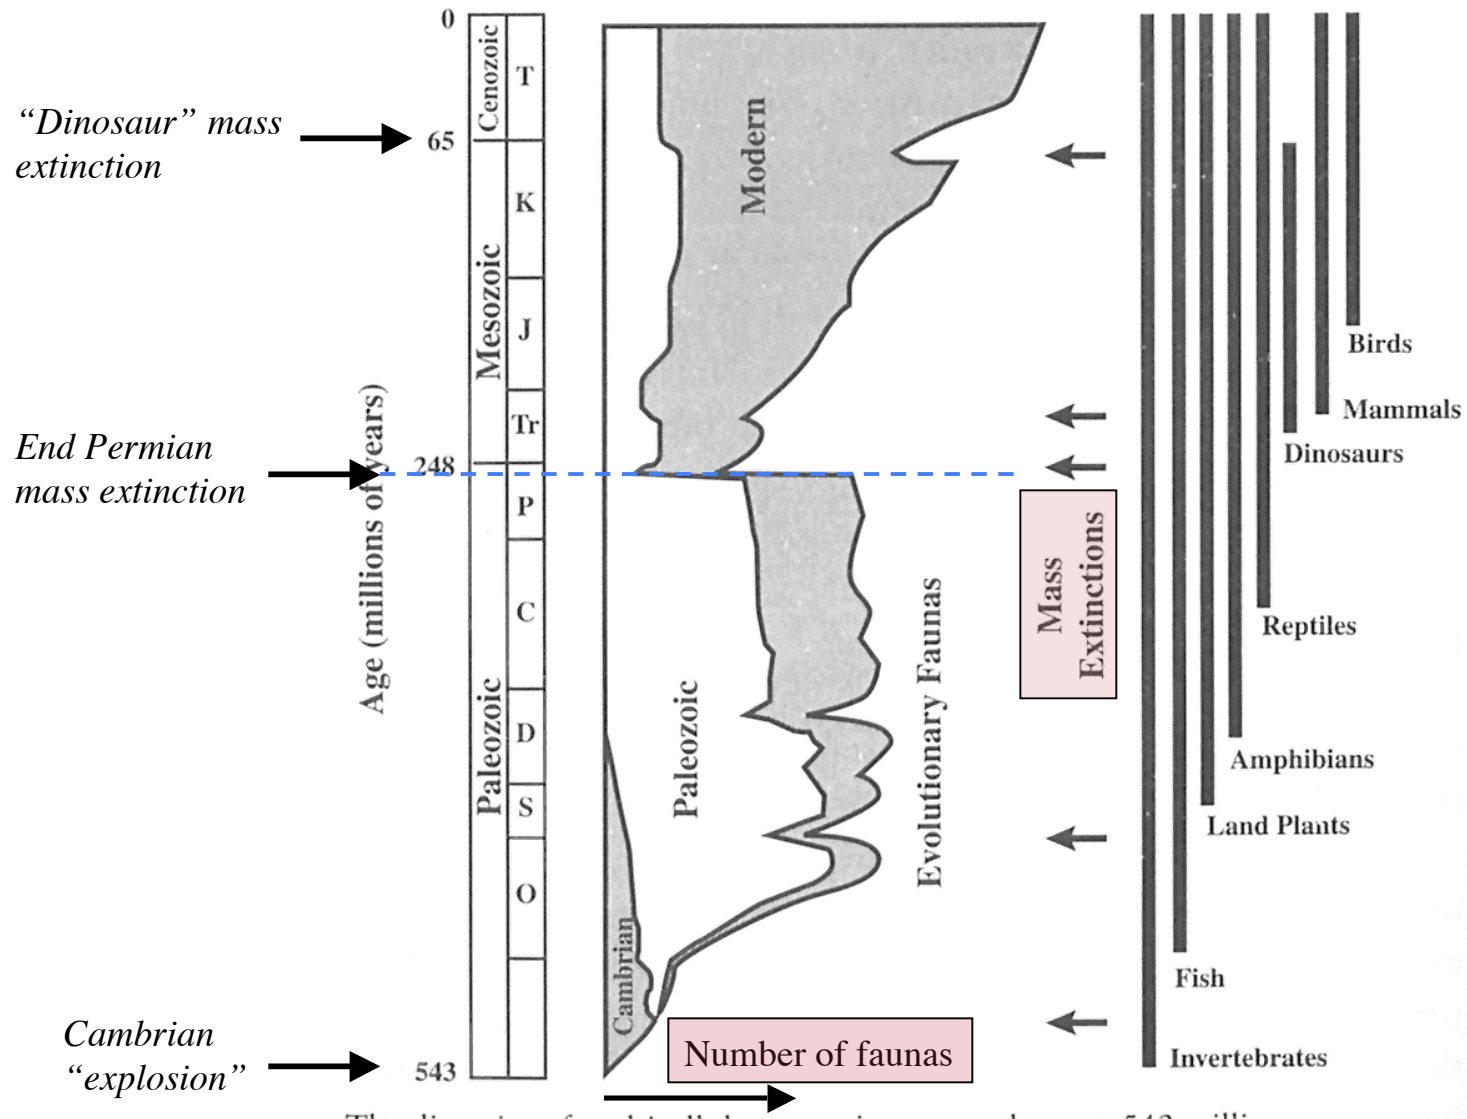 0
Cenozoic
T
“Dinosaur” mass
extinction
65
Modern
K
Mesozoic
J
Birds
Tr
Mammals
Dinosaurs
End Permian
mass extinction
248
P
Age (millions of years)
Mass
Extinctions
C
Evolutionary Faunas
Reptiles
Paleozoic
Paleozoic
D
Amphibians
S
Land Plants
O
Cambrian
Fish
Cambrian
“explosion”
543
Number of faunas
Invertebrates